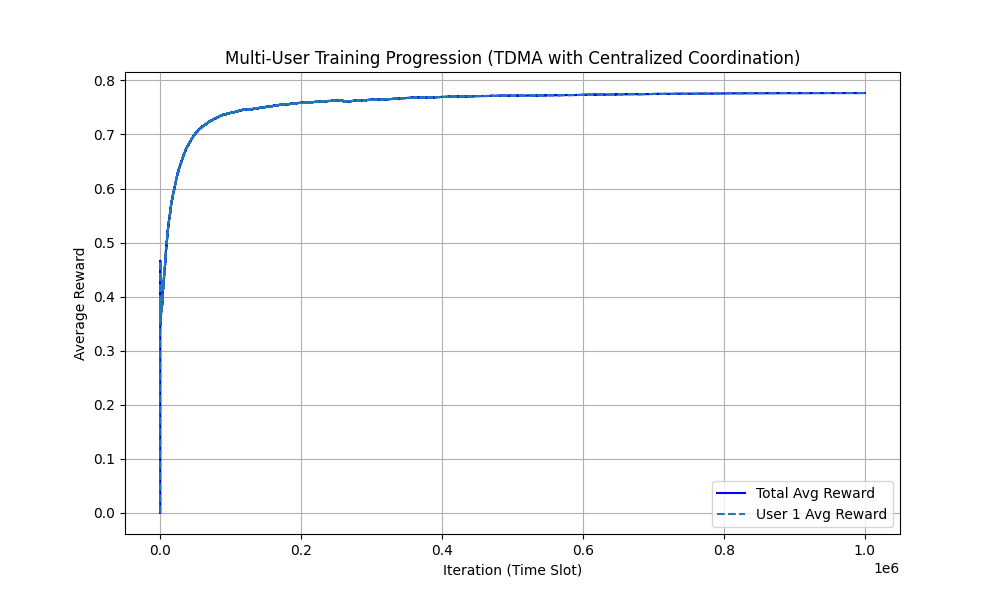 Multi-User Training Progression (TDMA with Centralized Coordination)
Average Reward
0.8
0.7
0.6
0.5
0.4
0.3
0.2
0.1
0.0
Total Avg Reward
User 1 Avg Reward
0.0 0.2 0.4 0.6 0.8 1.0
1e6
Iteration (Time Slot)